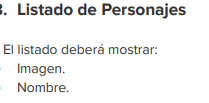 3. Listado de Personajes
El listado deberá mostrar:
Imagen.
Nombre.